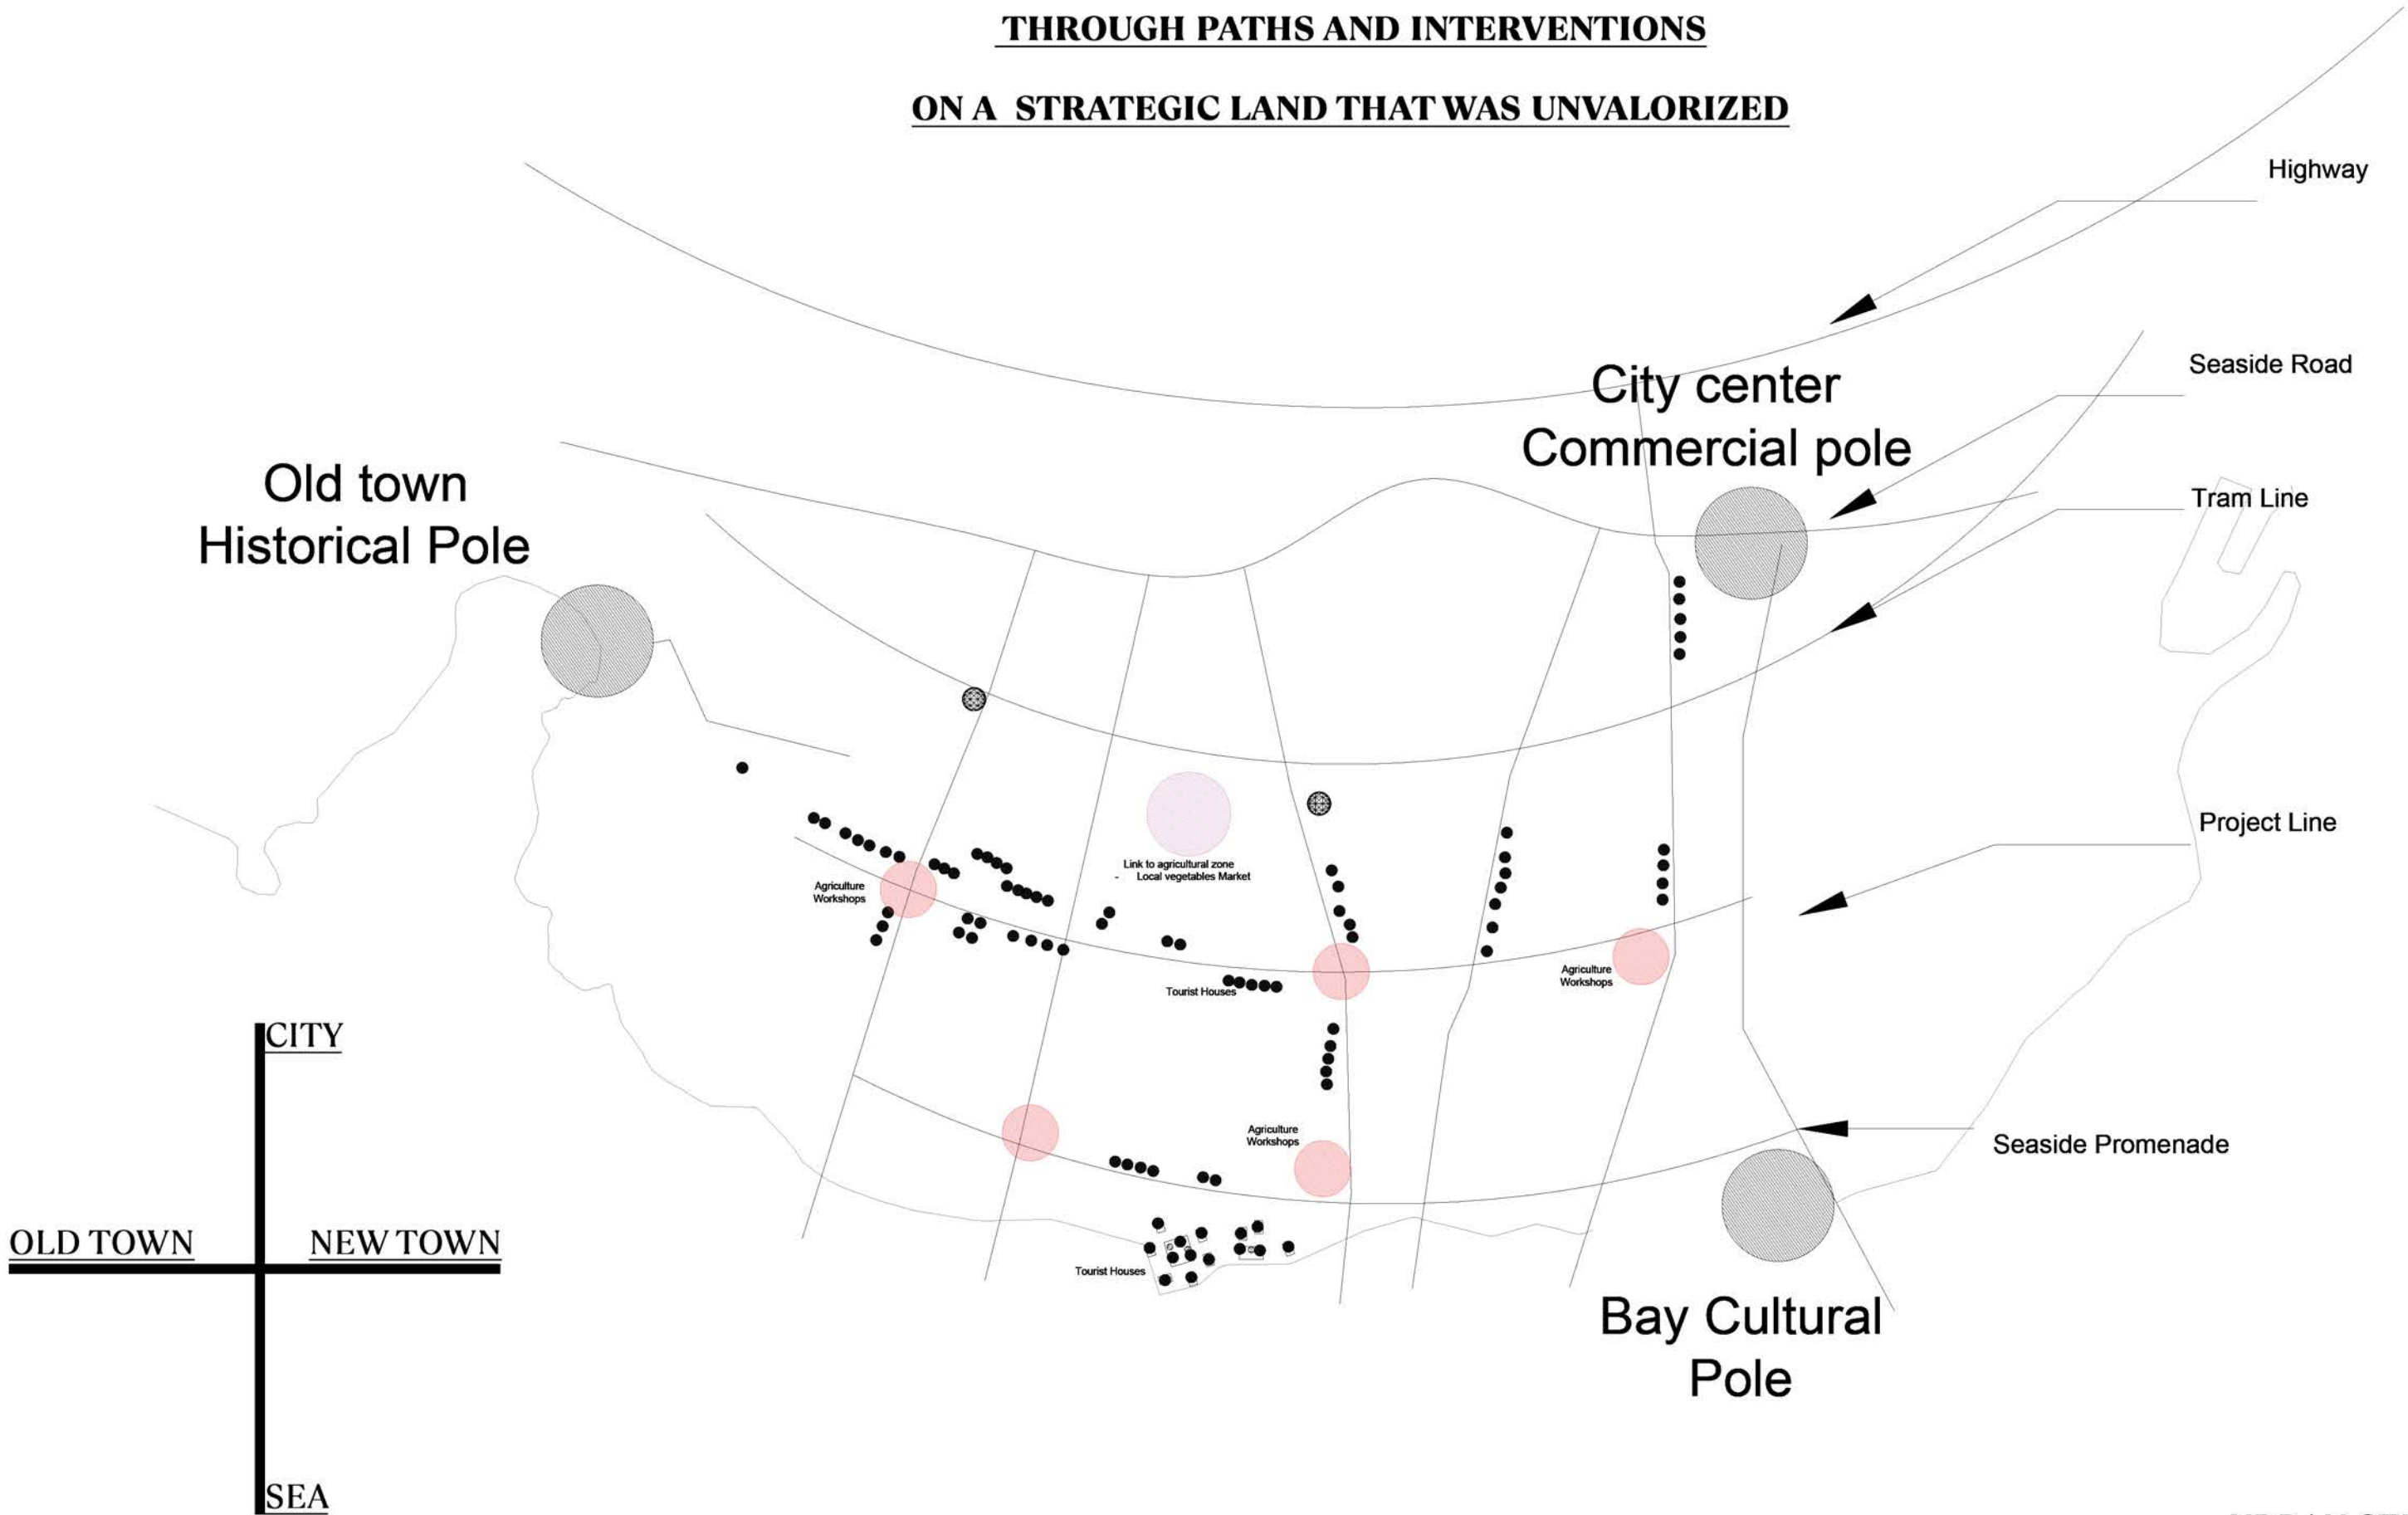 THROUGH PATHS AND INTERVENTIONS
ON A STRATEGIC LAND THAT WAS UNVALORIZED
Highway
Seaside Road
City center
Commercial pole
Old town
Historical Pole
Tram Line
Project Line
Link to agricultural zone
- Local vegetables Market
Agriculture
Workshops
Agriculture
Workshops
Tourist Houses
CITY
Agriculture
Workshops
Seaside Promenade
OLD TOWN
NEW TOWN
Tourist Houses
Bay Cultural
Pole
SEA